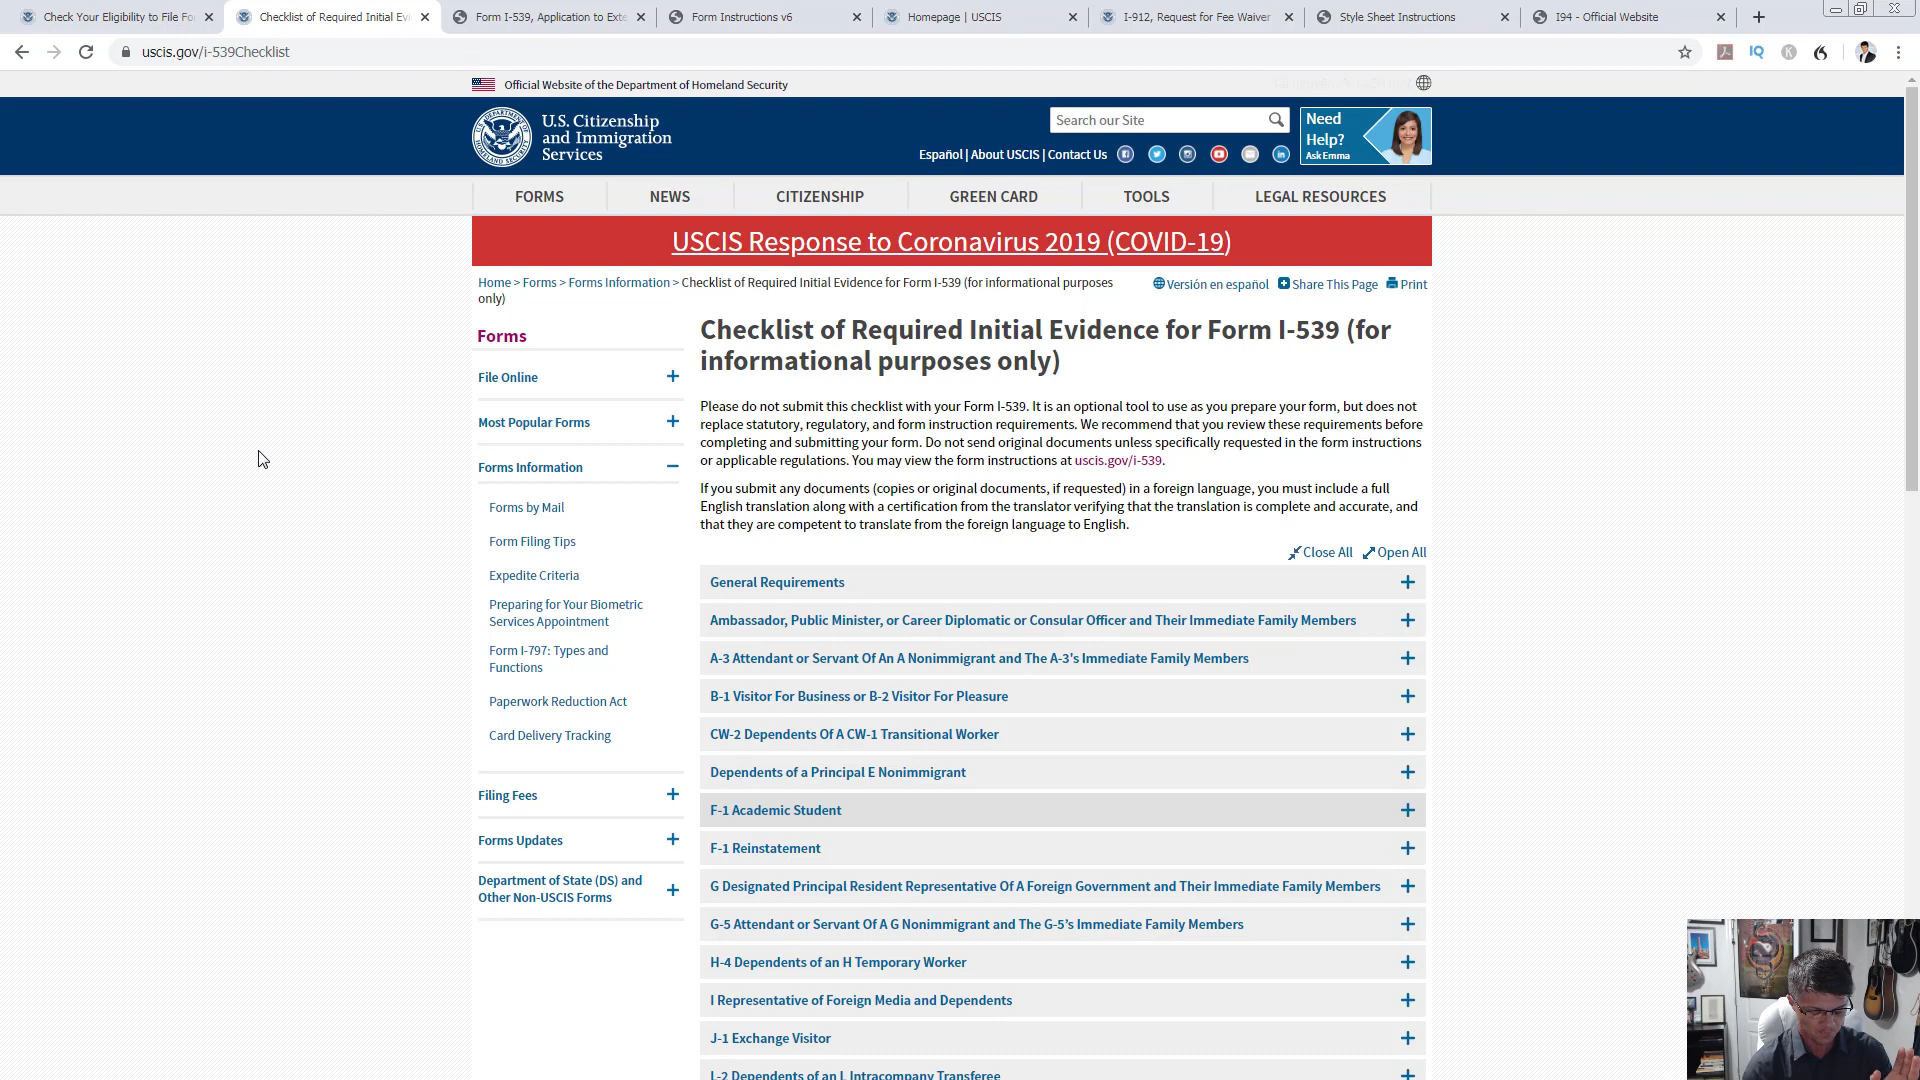 Check Your Eligibility to File Fo
Checklist of Required Initial Evi
Form I-539, Application to Exte
Form Instructions v6
Homepage | USCIS
I-912, Request for Fee Waiver
Style Sheet Instructions
I94 - Official Website
uscis.gov/i-539Checklist
IQ
K
Official Website of the Department of Homeland Security
U.S. Citizenship
and Immigration
Services
Search our Site
Need
Help?
Ask Emma
Español | About USCIS | Contact Us
FORMS
NEWS
CITIZENSHIP
GREEN CARD
TOOLS
LEGAL RESOURCES
USCIS Response to Coronavirus 2019 (COVID-19)
Home > Forms > Forms Information > Checklist of Required Initial Evidence for Form I-539 (for informational purposes
only)
Versión en español
Share This Page
Print
Forms
File Online
Most Popular Forms
Forms Information
Forms by Mail
Form Filing Tips
Expedite Criteria
Preparing for Your Biometric
Services Appointment
Form I-797: Types and
Functions
Paperwork Reduction Act
Card Delivery Tracking
Filing Fees
Forms Updates
Department of State (DS) and
Other Non-USCIS Forms
Checklist of Required Initial Evidence for Form I-539 (for
informational purposes only)
Please do not submit this checklist with your Form I-539. It is an optional tool to use as you prepare your form, but does not
replace statutory, regulatory, and form instruction requirements. We recommend that you review these requirements before
completing and submitting your form. Do not send original documents unless specifically requested in the form instructions
or applicable regulations. You may view the form instructions at uscis.gov/i-539.
If you submit any documents (copies or original documents, if requested) in a foreign language, you must include a full
English translation along with a certification from the translator verifying that the translation is complete and accurate, and
that they are competent to translate from the foreign language to English.
Close All
Open All
General Requirements
Ambassador, Public Minister, or Career Diplomatic or Consular Officer and Their Immediate Family Members
A-3 Attendant or Servant Of An A Nonimmigrant and The A-3's Immediate Family Members
B-1 Visitor For Business or B-2 Visitor For Pleasure
CW-2 Dependents Of A CW-1 Transitional Worker
Dependents of a Principal E Nonimmigrant
F-1 Academic Student
F-1 Reinstatement
G Designated Principal Resident Representative Of A Foreign Government and Their Immediate Family Members
G-5 Attendant or Servant Of A G Nonimmigrant and The G-5’s Immediate Family Members
H-4 Dependents of an H Temporary Worker
I Representative of Foreign Media and Dependents
J-1 Exchange Visitor
L-2 Dependents of an L Intracompany Transferee